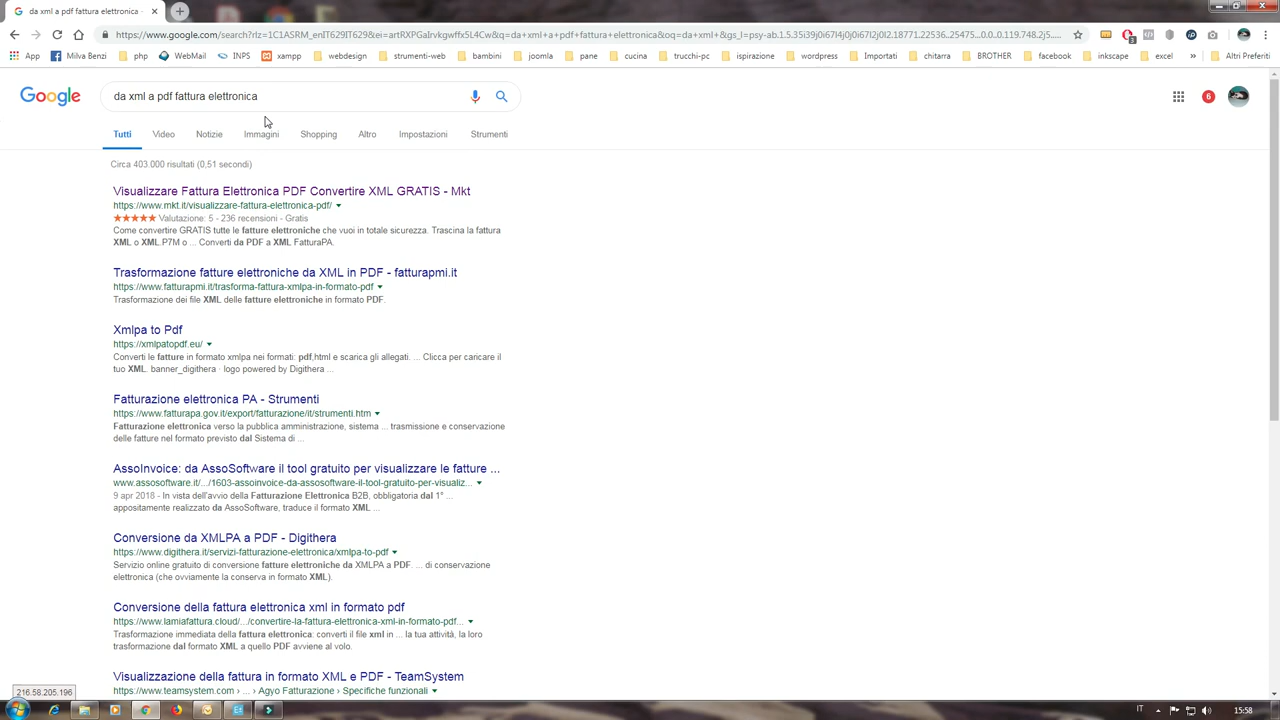 da xml a pdf fattura elettronica
https://www.google.com/search?rlz=1C1ASRM_enIT629IT629&ei=artRXPGaIrvkgwffx5L4Cw&q=da+xml+a+pdf+fattura+elettronica&oq=da+xml+&gs_l=psy-ab.1.5.35i39j0i67l4j0j0i67l2j0l2.18771.22536..25475...0.0..0.119.748.2j5...
App Milva Benzi php WebMail INPS xampp webdesign strumenti-web bambini joomla pane cucina trucchi-pc ispirazione wordpress Importati chitarra BROTHER facebook inkscape excel » Altri Preferiti
Google da xml a pdf fattura elettronica 6
Tutti Video Notizie Immagini Shopping Altro Impostazioni Strumenti
Circa 403.000 risultati (0,51 secondi)
Visualizzare Fattura Elettronica PDF Convertire XML GRATIS - Mkt
https://www.mkt.it/visualizzare-fattura-elettronica-pdf/
Valutazione: 5 - 236 recensioni - Gratis
Come convertire GRATIS tutte le fatture elettroniche che vuoi in totale sicurezza. Trascina la fattura
XML o XML.P7M o ... Converti da PDF a XML FatturaPA.
Trasformazione fatture elettroniche da XML in PDF - fatturapmi.it
https://www.fatturapmi.it/trasforma-fattura-xmlpa-in-formato-pdf
Trasformazione dei file XML delle fatture elettroniche in formato PDF.
Xmlpa to Pdf
https://xmlpatopdf.eu/
Converti le fatture in formato xmlpa nei formati: pdf,html e scarica gli allegati. ... Clicca per caricare il
tuo XML. banner_digithera · logo powered by Digithera ...
Fatturazione elettronica PA - Strumenti
https://www.fatturapa.gov.it/export/fatturazione/it/strumenti.htm
Fatturazione elettronica verso la pubblica amministrazione, sistema ... trasmissione e conservazione
delle fatture nel formato previsto dal Sistema di ...
AssoInvoice: da AssoSoftware il tool gratuito per visualizzare le fatture ...
www.assosoftware.it/.../1603-assoinvoice-da-assosoftware-il-tool-gratuito-per-visualiz...
9 apr 2018 - In vista dell'avvio della Fatturazione Elettronica B2B, obbligatoria dal 1° ...
appositamente realizzato da AssoSoftware, traduce il formato XML ...
Conversione da XMLPA a PDF - Digithera
https://www.digithera.it/servizi-fatturazione-elettronica/xmlpa-to-pdf
Servizio online gratuito di conversione fatture elettroniche da XMLPA a PDF. ... di conservazione
elettronica (che ovviamente la conserva in formato XML).
Conversione della fattura elettronica xml in formato pdf
https://www.lamiafattura.cloud/.../convertire-la-fattura-elettronica-xml-in-formato-pdf...
Trasformazione immediata della fattura elettronica: converti il file xml in ... la tua attività, la loro
trasformazione dal formato XML a quello PDF avviene al volo.
Visualizzazione della fattura in formato XML e PDF - TeamSystem
https://www.teamsystem.com › ... › Agyo Fatturazione › Specifiche funzionali
216.58.205.196
IT 15:58